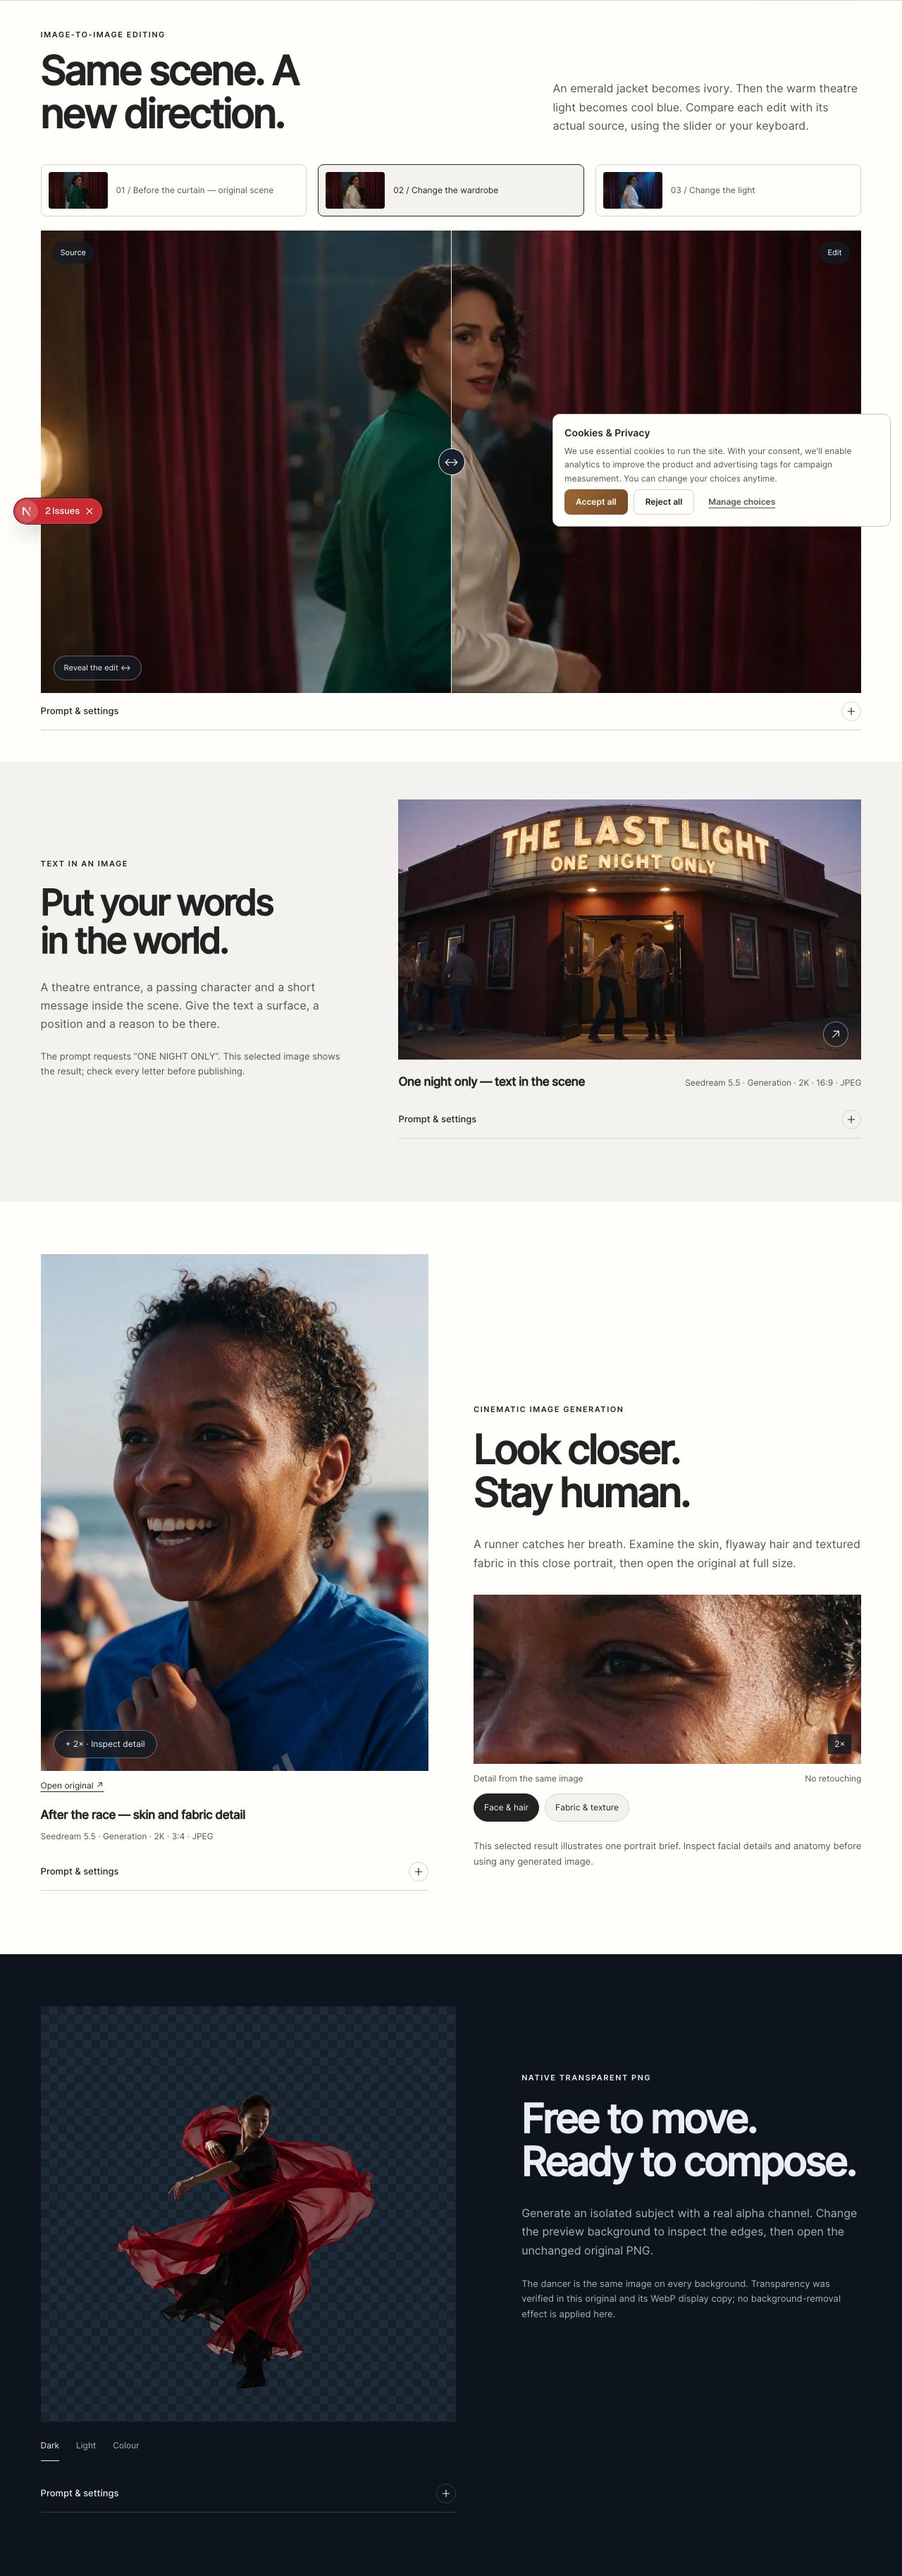 IMAGE-TO-IMAGE EDITING
Same scene. A
new direction.
An emerald jacket becomes ivory. Then the warm theatre
light becomes cool blue. Compare each edit with its
actual source, using the slider or your keyboard.
01 / Before the curtain — original scene
02 / Change the wardrobe
03 / Change the light
Source
Edit
Cookies & Privacy
We use essential cookies to run the site. With your consent, we'll enable
analytics to improve the product and advertising tags for campaign
measurement. You can change your choices anytime.
Accept all
Reject all
Manage choices
N
2 Issues
Reveal the edit ↔
Prompt & settings
TEXT IN AN IMAGE
Put your words
in the world.
A theatre entrance, a passing character and a short
message inside the scene. Give the text a surface, a
position and a reason to be there.
The prompt requests “ONE NIGHT ONLY”. This selected image shows
the result; check every letter before publishing.
THE LAST LIGHT
ONE NIGHT ONLY
One night only — text in the scene
Seedream 5.5 · Generation · 2K · 16:9 · JPEG
Prompt & settings
+ 2× · Inspect detail
Open original ↗
After the race — skin and fabric detail
Seedream 5.5 · Generation · 2K · 3:4 · JPEG
Prompt & settings
CINEMATIC IMAGE GENERATION
Look closer.
Stay human.
A runner catches her breath. Examine the skin, flyaway hair and textured
fabric in this close portrait, then open the original at full size.
2×
Detail from the same image
No retouching
Face & hair
Fabric & texture
This selected result illustrates one portrait brief. Inspect facial details and anatomy before
using any generated image.
NATIVE TRANSPARENT PNG
Free to move.
Ready to compose.
Generate an isolated subject with a real alpha channel. Change
the preview background to inspect the edges, then open the
unchanged original PNG.
The dancer is the same image on every background. Transparency was
verified in this original and its WebP display copy; no background-removal
effect is applied here.
Dark
Light
Colour
Prompt & settings